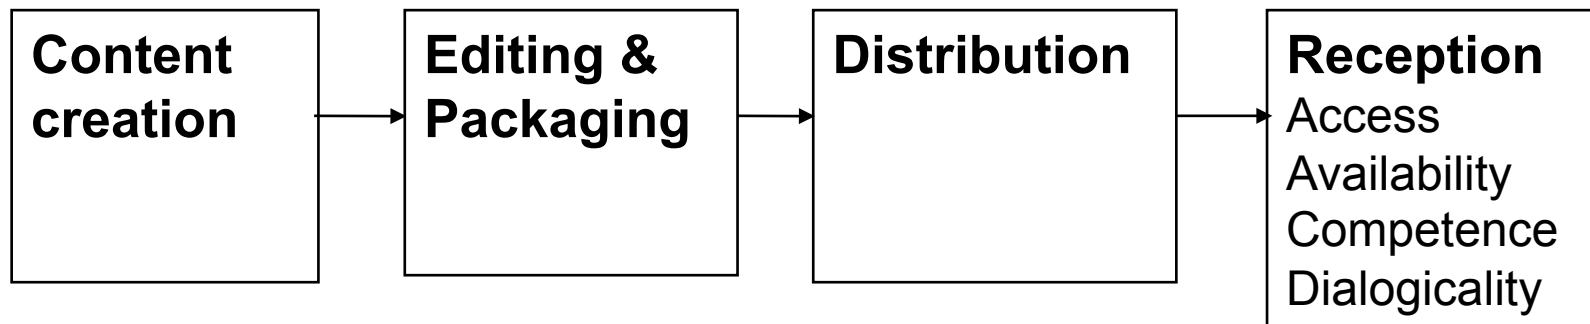 Content
creation
Editing &
Packaging
Distribution
Reception
Access
Availability
Competence
Dialogicality